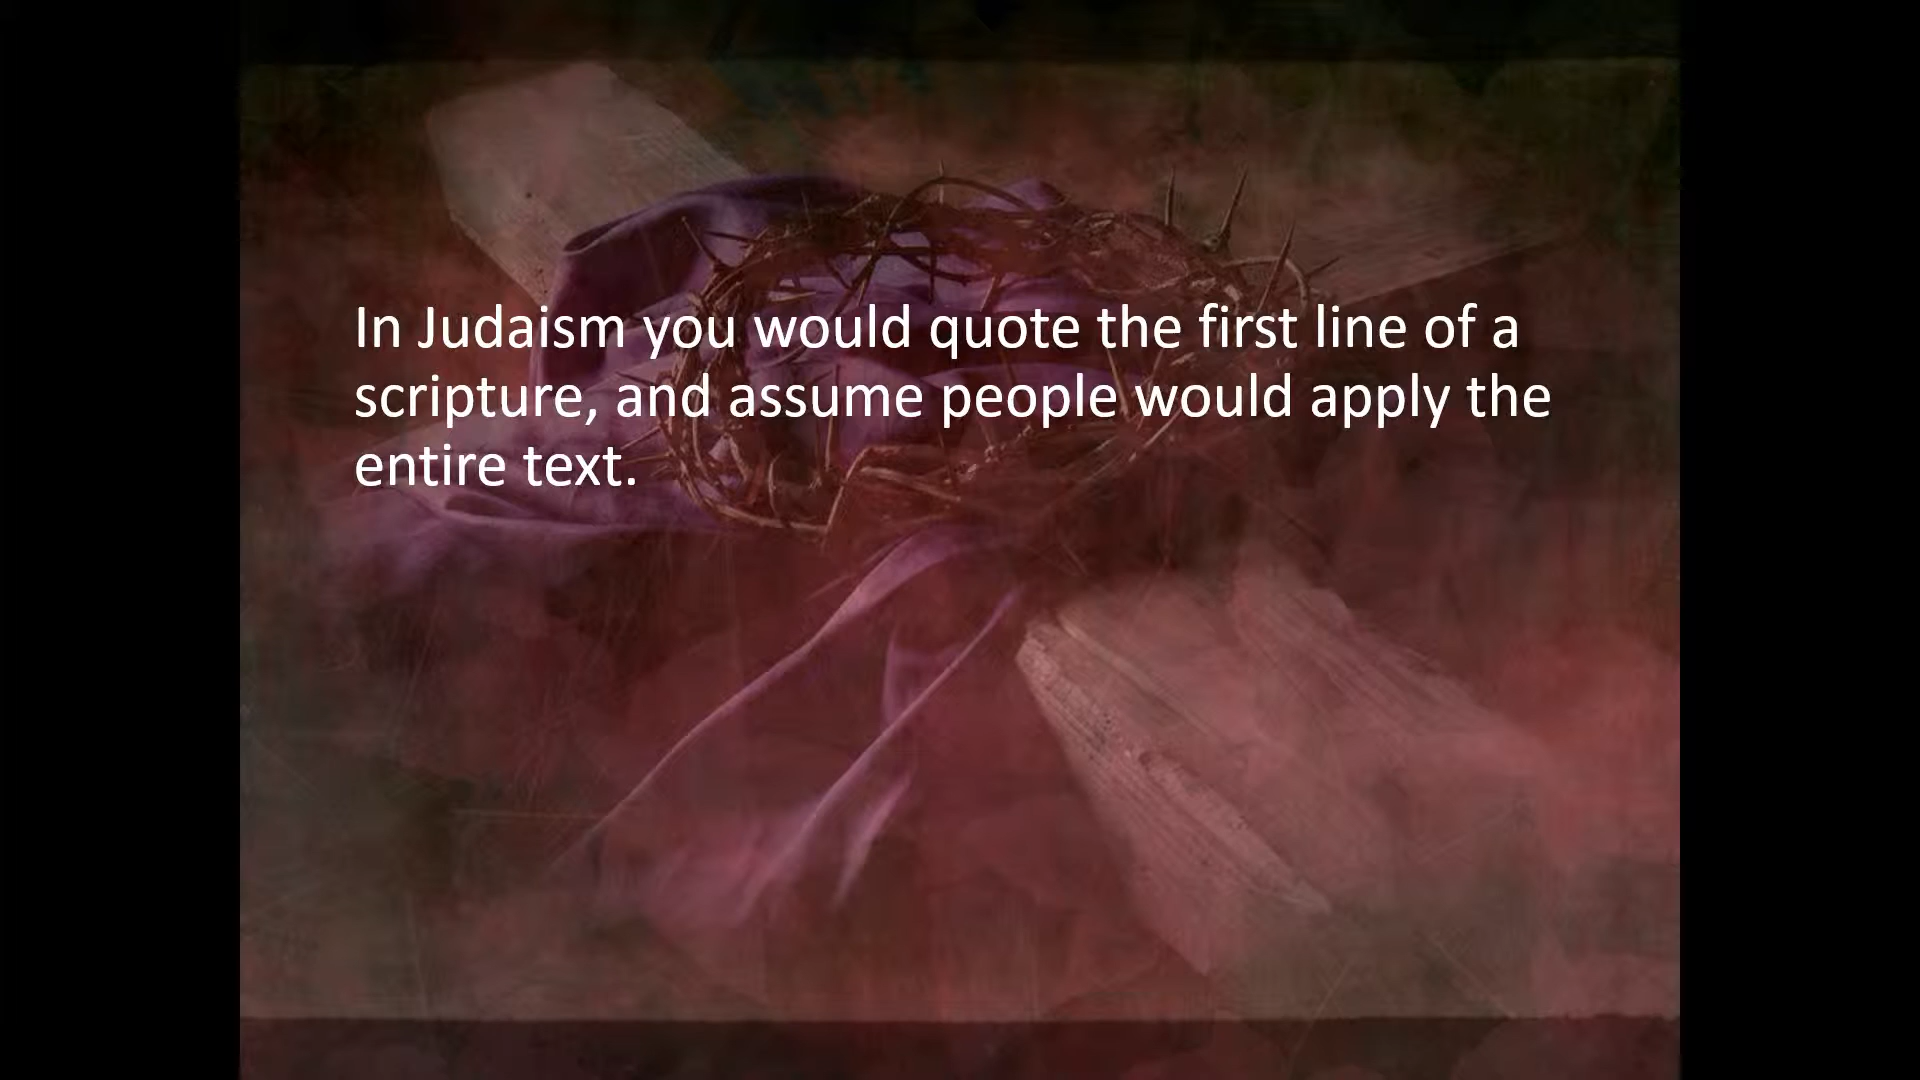 In Judaism you would quote the first line of a
scripture, and assume people would apply the
entire text.